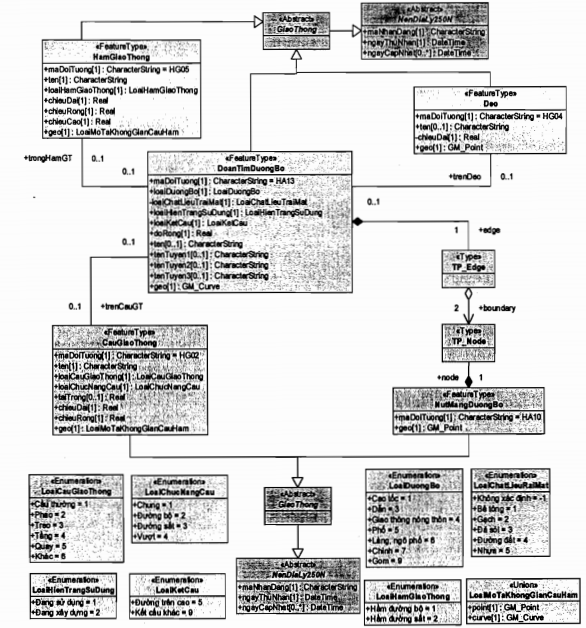 «Abstract»
GiaoThong
«Abstract»
NenDiaLy250N
+maNhanDang[1] : CharacterString
+ngayThuNhan[1] : DateTime
+ngayCapNhat[0..*] : DateTime
«FeatureType»
HamGiaoThong
+maDoiTuong[1] : CharacterString = HG05
+ten[1] : CharacterString
+loaiHamGiaoThong[1] : LoaiHamGiaoThong
+chieuDai[1] : Real
+chieuRong[1] : Real
+chieuCao[1] : Real
+geo[1] : LoaiMoTaKhongGianCauHam
«FeatureType»
Deo
+maDoiTuong[1] : CharacterString = HG04
+ten[0..1] : CharacterString
-chieuDai[1] : Real
+geo[1] : GM_Point
+trongHamGT
0..1
0..1
+trenDeo
0..1
0..1
«FeatureType»
DoanTimDuongBo
+maDoiTuong[1] : CharacterString = HA13
+loaiDuongBo[1] : LoaiDuongBo
-loaiChatLieuTraiMat[1] : LoaiChatLieuTraiMat
+loaiHienTrangSuDung[1] : LoaiHienTrangSuDung
+loaiKetCau[1] : LoaiKetCau
+doRong[1] : Real
+ten[0..1] : CharacterString
+tenTuyen1[0..1] : CharacterString
+tenTuyen2[0..1] : CharacterString
+tenTuyen3[0..1] : CharacterString
+geo[1] : GM_Curve
0..1
0..1
+trenCauGT
1
+edge
«Type»
TP_Edge
2
+boundary
«Type»
TP_Node
+node
1
«FeatureType»
CauGiaoThong
+maDoiTuong[1] : CharacterString = HG02
+ten[1] : CharacterString
+loaiCauGiaoThong[1] : LoaiCauGiaoThong
+loaiChucNangCau[1] : LoaiChucNangCau
+taiTrong[0..1] : Real
+chieuDai[1] : Real
+chieuRong[1] : Real
+geo[1] : LoaiMoTaKhongGianCauHam
«FeatureType»
NutMangDuongBo
+maDoiTuong[1] : CharacterString = HA10
+geo[1] : GM_Point
«Enumeration»
LoaiCauGiaoThong
+Cầu thường = 1
+Phao = 2
+Treo = 3
+Tầng = 4
+Quay = 5
+Khác = 6
«Enumeration»
LoaiChucNangCau
+Chung = 1
+Đường bộ = 2
+Đường sắt = 3
+Vượt = 4
«Abstract»
GiaoThong
«Enumeration»
LoaiDuongBo
+Cao tốc = 1
+Dẫn = 3
+Giao thông nông thôn = 4
+Phố = 5
+Làng, ngõ phố = 6
+Chính = 7
+Gom = 9
«Enumeration»
LoaiChatLieuRaiMat
+Không xác định = -1
+Bê tông = 1
+Gạch = 2
+Đá sỏi = 3
+Đường đất = 4
+Nhựa = 5
«Enumeration»
LoaiHienTrangSuDung
+Đang sử dụng = 1
+Đang xây dựng = 2
«Enumeration»
LoaiKetCau
+Đường trên cao = 5
+Kết cấu khác = 9
«Abstract»
NenDiaLy250N
+maNhanDang[1] : CharacterString
+ngayThuNhan[1] : DateTime
+ngayCapNhat[0..*] : DateTime
«Enumeration»
LoaiHamGiaoThong
+Hầm đường bộ = 1
+Hầm đường sắt = 2
«Union»
LoaiMoTaKhongGianCauHam
+point[1] : GM_Point
+curve[1] : GM_Curve